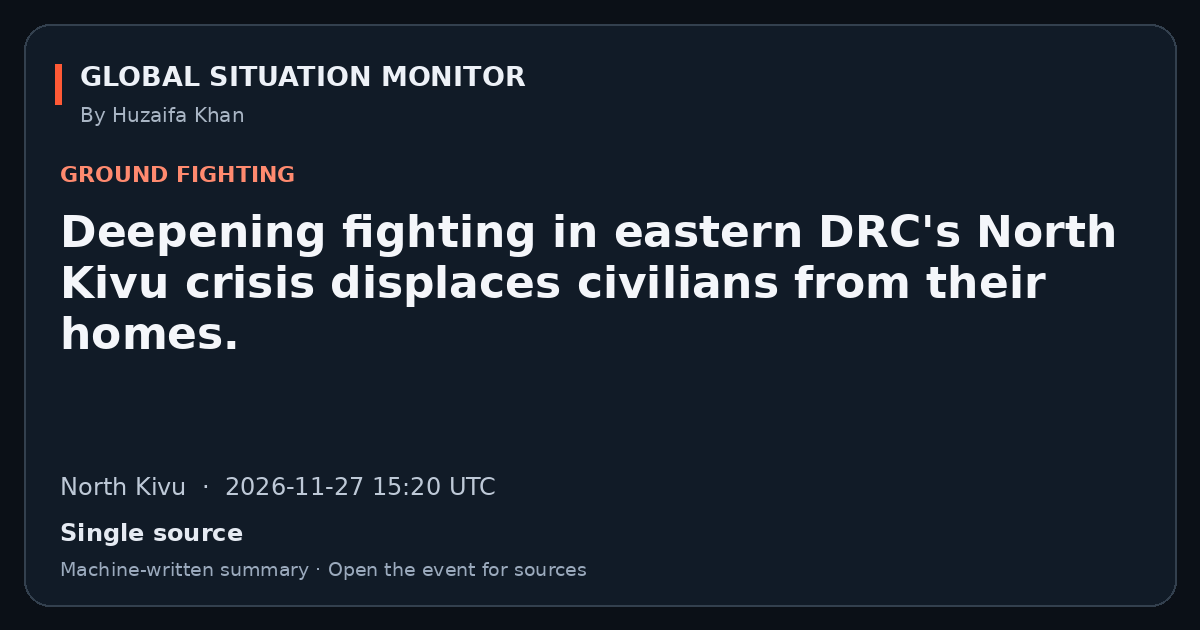 GLOBAL SITUATION MONITOR
By Huzaifa Khan
GROUND FIGHTING
Deepening fighting in eastern DRC's North
Kivu crisis displaces civilians from their
homes.
North Kivu · 2026-11-27 15:20 UTC
Single source
Machine-written summary · Open the event for sources